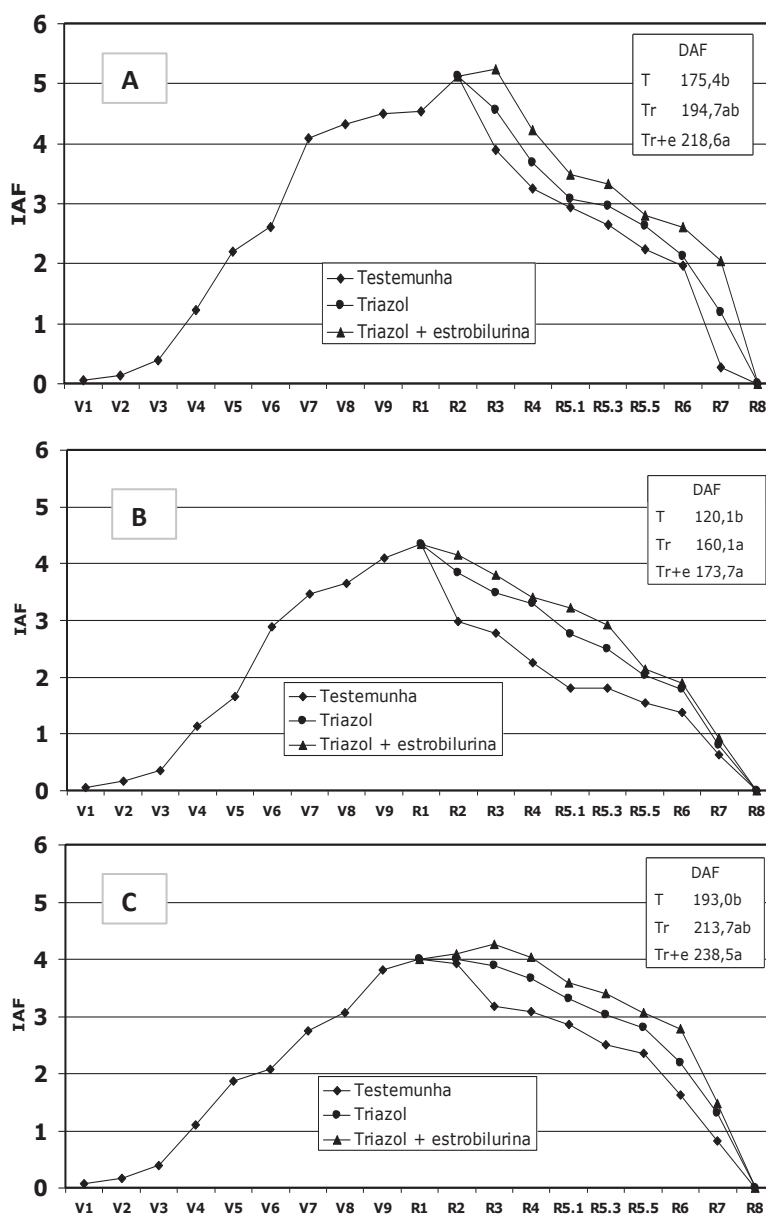 6
5
4
3
2
1
0
IAF
A
DAF
T 175,4b
Tr 194,7ab
Tr+e 218,6a
Testemunha
Triazol
Triazol + estrobilurina
V1 V2 V3 V4 V5 V6 V7 V8 V9 R1 R2 R3 R4 R5.1 R5.3 R5.5 R6 R7 R8
6
5
4
3
2
1
0
IAF
B
DAF
T 120,1b
Tr 160,1a
Tr+e 173,7a
Testemunha
Triazol
Triazol + estrobilurina
V1 V2 V3 V4 V5 V6 V7 V8 V9 R1 R2 R3 R4 R5.1 R5.3 R5.5 R6 R7 R8
6
5
4
3
2
1
0
IAF
C
DAF
T 193,0b
Tr 213,7ab
Tr+e 238,5a
Testemunha
Triazol
Triazol + estrobilurina
V1 V2 V3 V4 V5 V6 V7 V8 V9 R1 R2 R3 R4 R5.1 R5.3 R5.5 R6 R7 R8